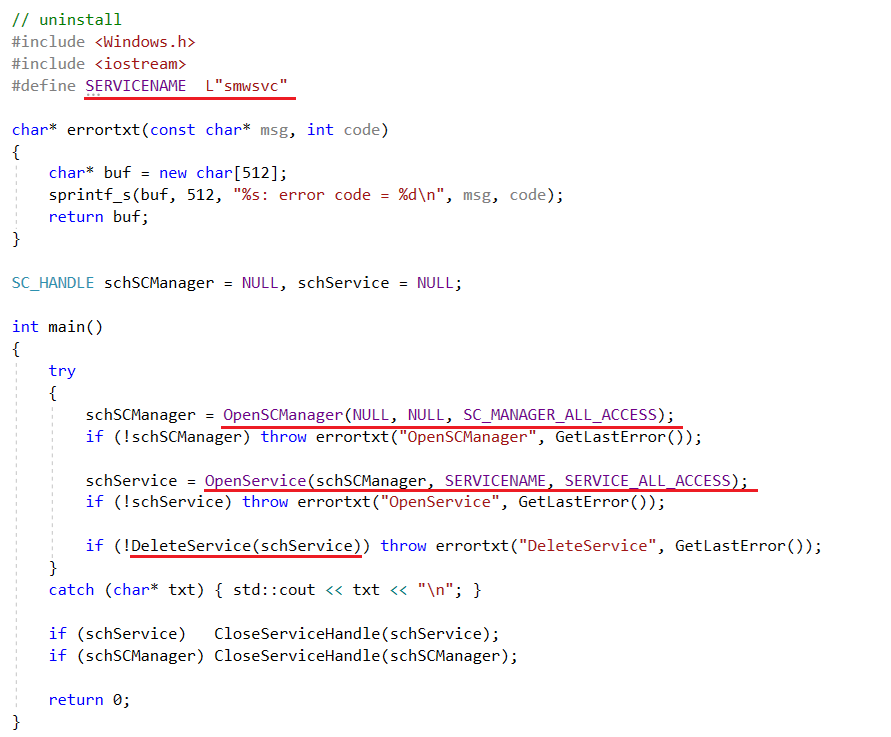 // uninstall
#include <Windows.h>
#include <iostream>
#define SERVICENAME  L"smwsvc"

char* errortxt(const char* msg, int code)
{
    char* buf = new char[512];
    sprintf_s(buf, 512, "%s: error code = %d\n", msg, code);
    return buf;
}

SC_HANDLE schSCManager = NULL, schService = NULL;

int main()
{
    try
    {
        schSCManager = OpenSCManager(NULL, NULL, SC_MANAGER_ALL_ACCESS);
        if (!schSCManager) throw errortxt("OpenSCManager", GetLastError());

        schService = OpenService(schSCManager, SERVICENAME, SERVICE_ALL_ACCESS);
        if (!schService) throw errortxt("OpenService", GetLastError());

        if (!DeleteService(schService)) throw errortxt("DeleteService", GetLastError());
    }
    catch (char* txt) { std::cout << txt << "\n"; }

    if (schService)   CloseServiceHandle(schService);
    if (schSCManager) CloseServiceHandle(schSCManager);

    return 0;
}